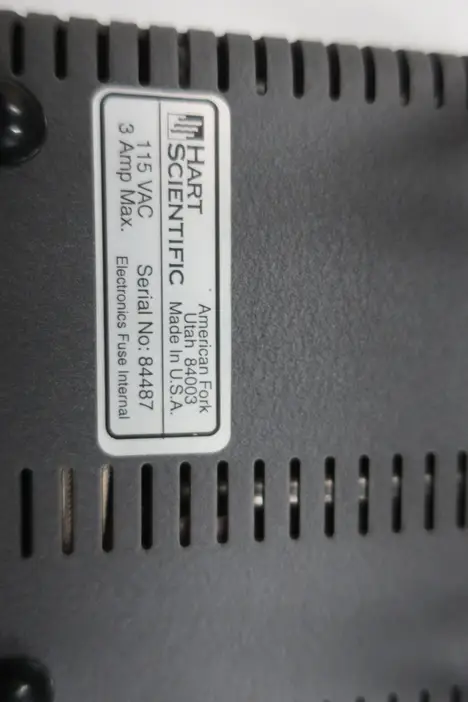 HART
SCIENTIFIC
American Fork
Utah 84003
Made In U.S.A.
115 VAC
Serial No: 84487
3 Amp Max.
Electronics Fuse Internal